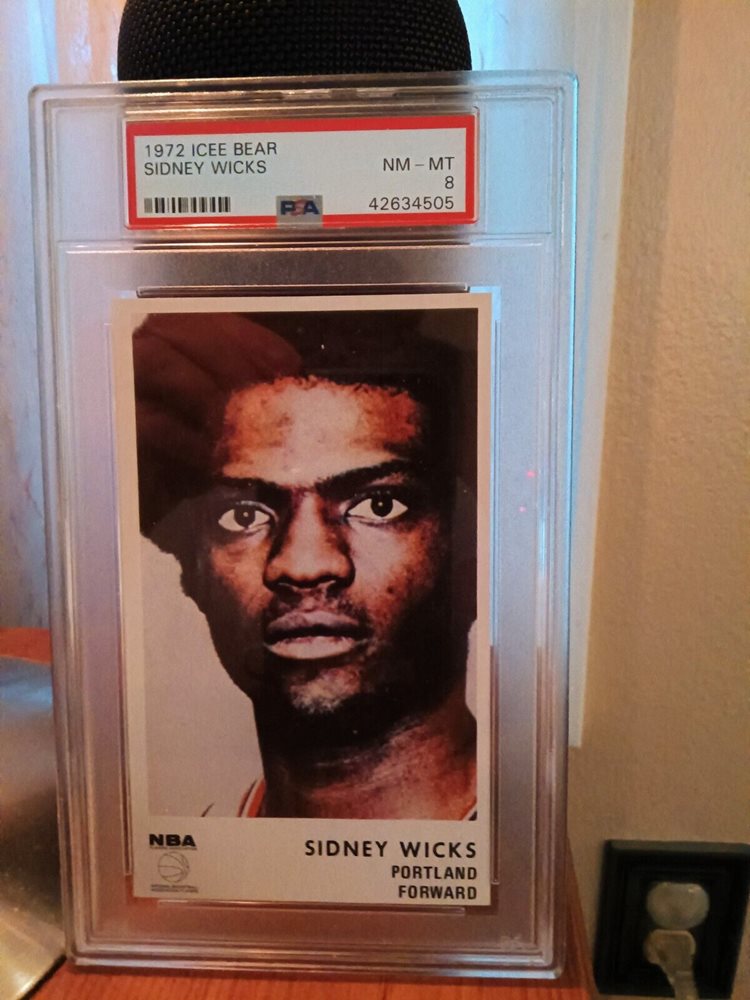 1972 ICEE BEAR
SIDNEY WICKS
NM - MT
8
PSA
42634505
NBA
SIDNEY WICKS
PORTLAND
FORWARD